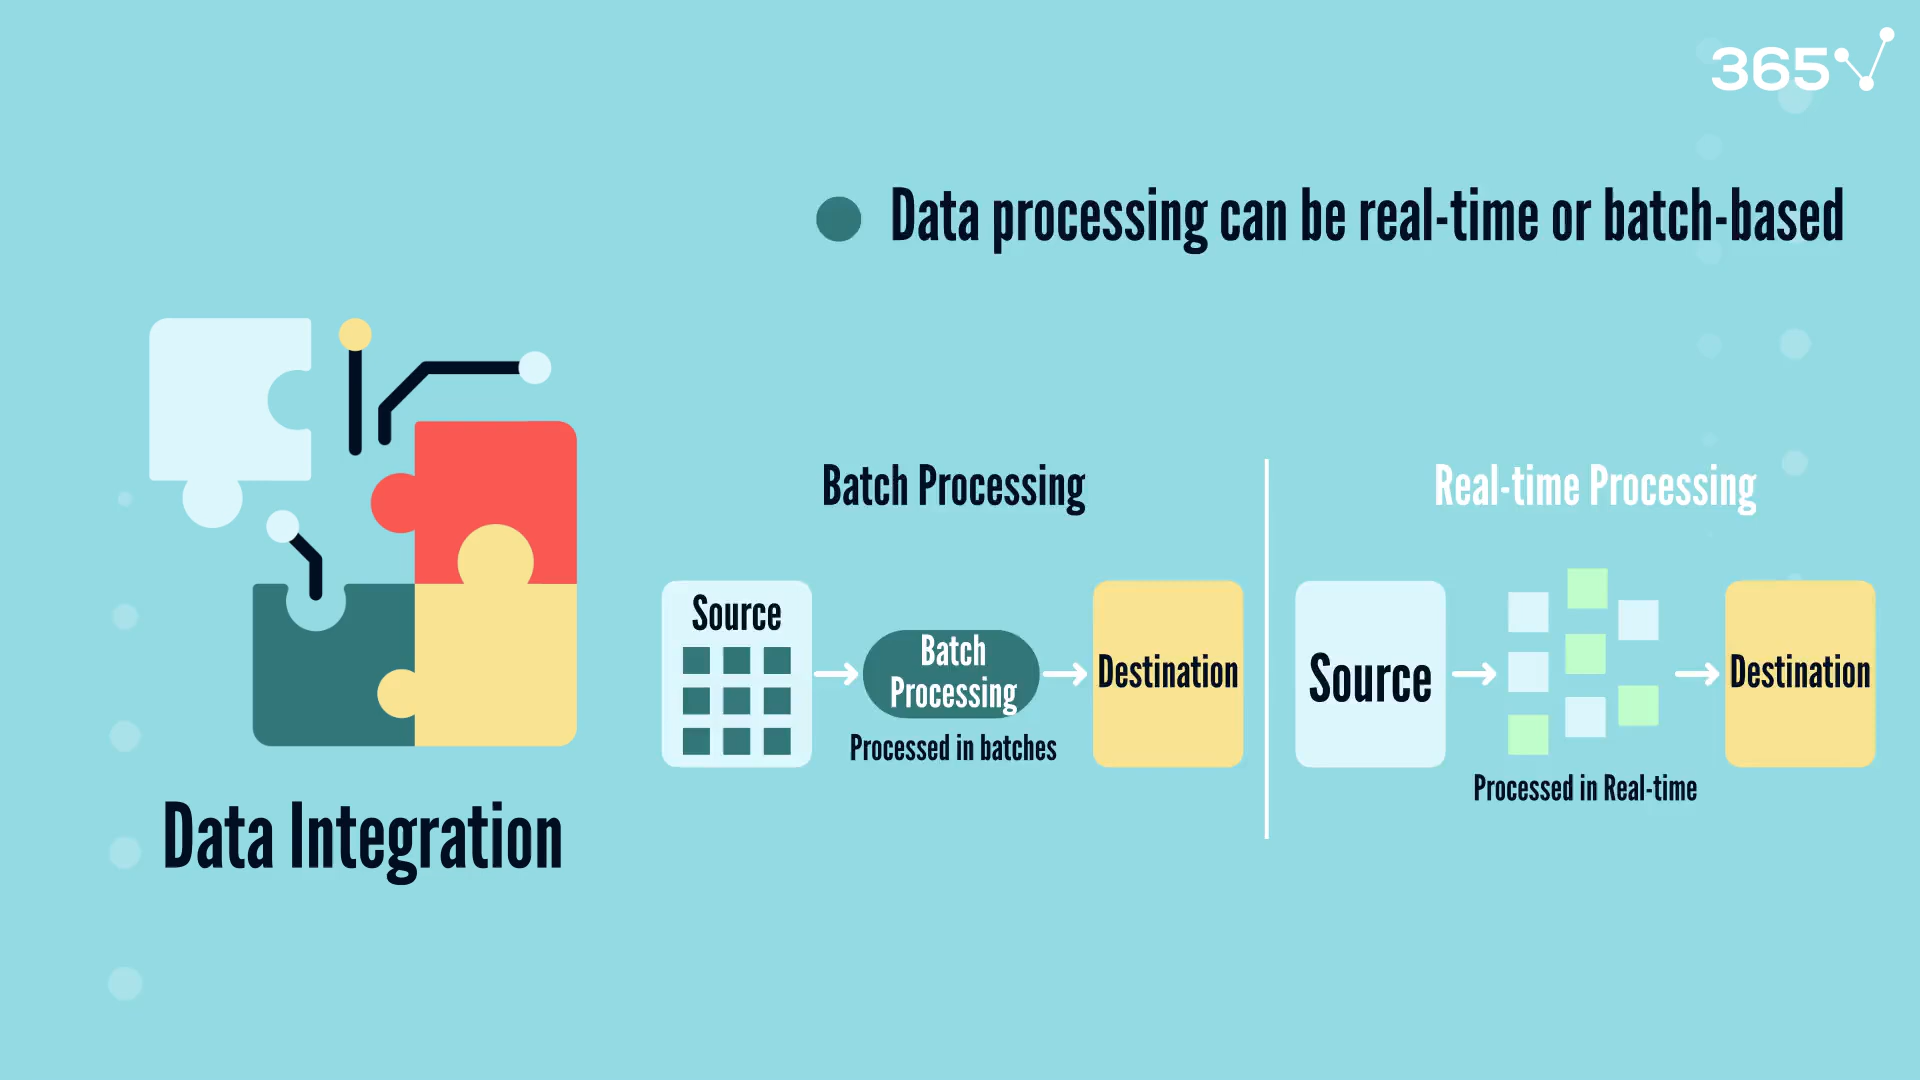 365
Data processing can be real-time or batch-based
Data Integration
Batch Processing
Source
Batch
Processing
Processed in batches
Destination
Real-time Processing
Source
Processed in Real-time
Destination